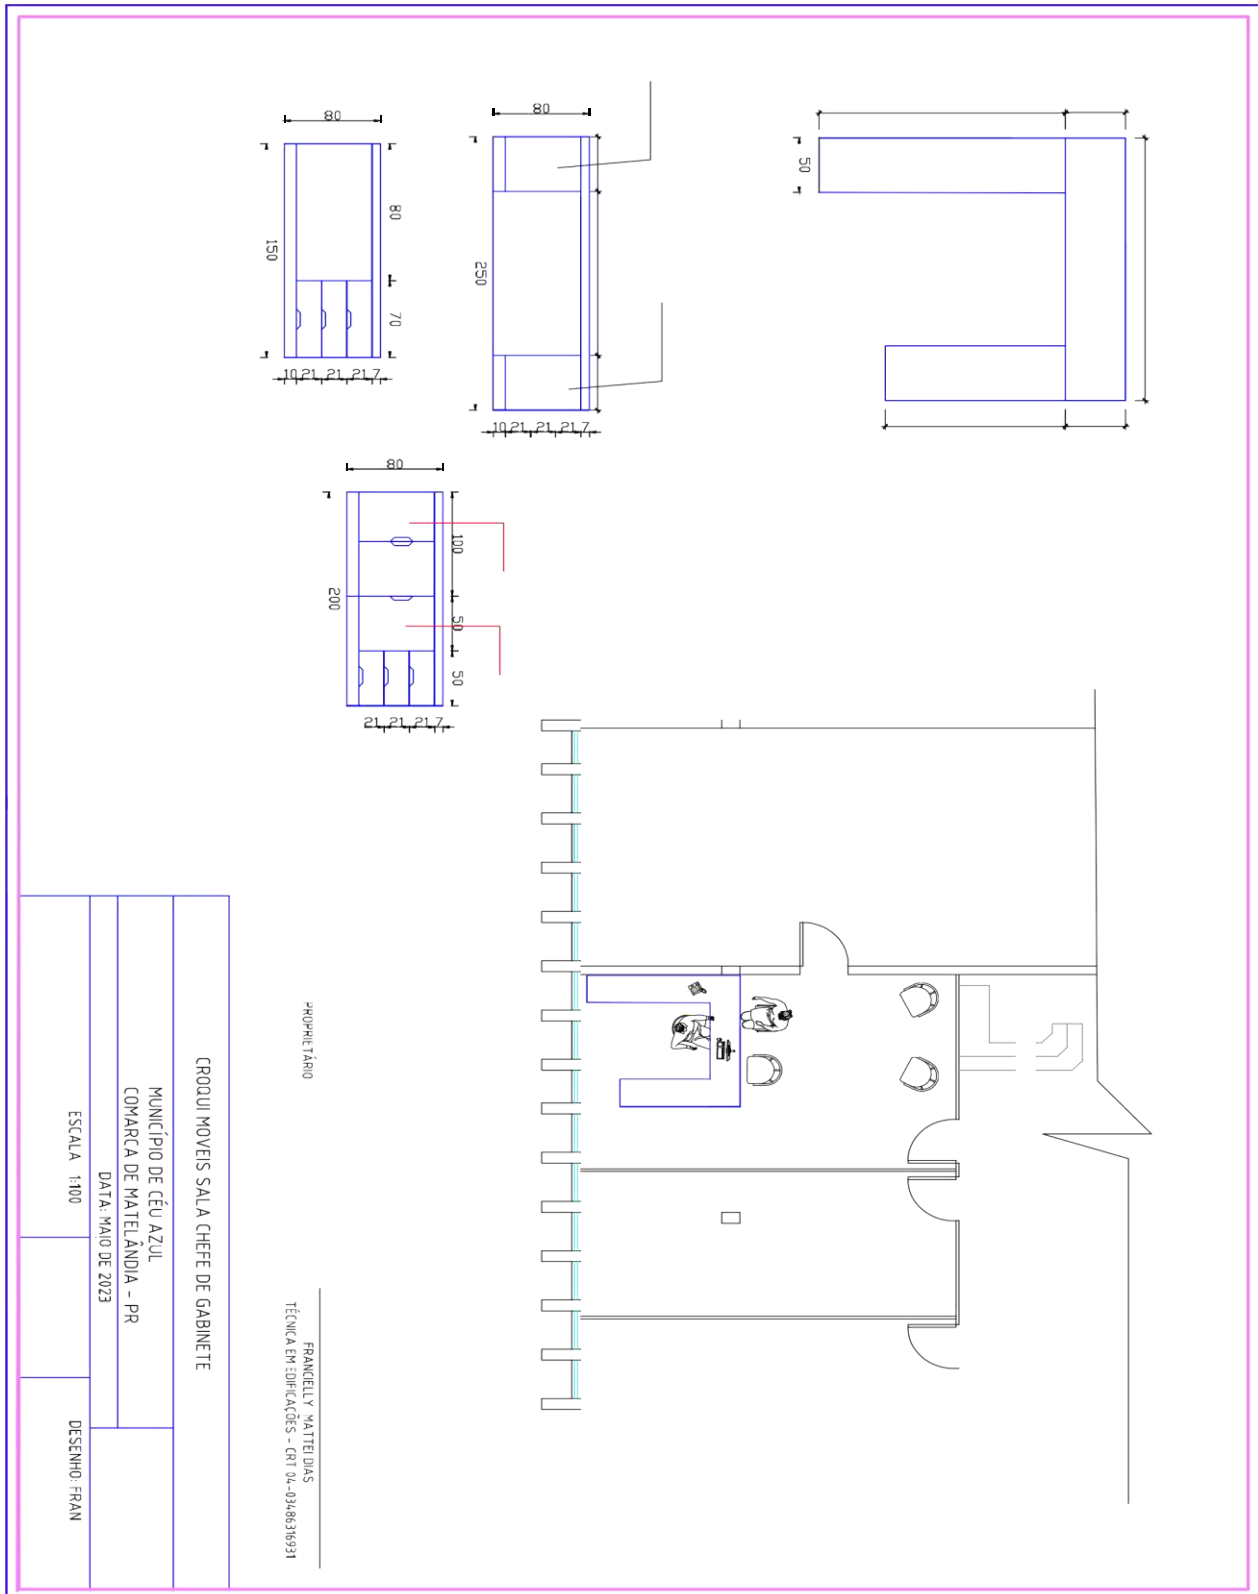 80
150
80
70
10 21 21 21 7
80
250
10 21 21 21 7
50
80
200
100
50
50
21 21 21 7
PROPRIETÁRIO
FRANCIELLY MATTEI DIAS
TÉCNICA EM EDIFICAÇÕES - CRT 04-03486316931
CROQUI MOVEIS SALA CHEFE DE GABINETE
MUNICÍPIO DE CÉU AZUL
COMARCA DE MATELÂNDIA - PR
DATA: MAIO DE 2023
ESCALA 1:100
DESENHO: FRAN